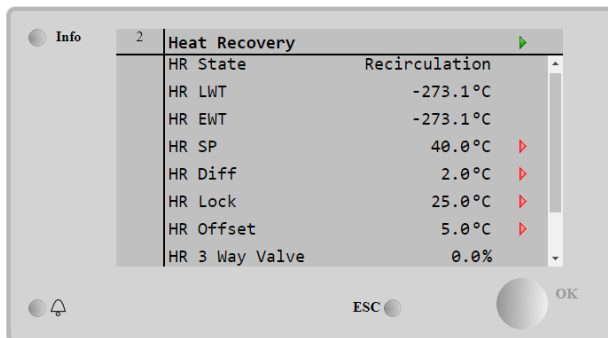 Info
2 Heat Recovery
HR State Recirculation
HR LWT -273.1°C
HR EWT -273.1°C
HR SP 40.0°C
HR Diff 2.0°C
HR Lock 25.0°C
HR Offset 5.0°C
HR 3 Way Valve 0.0%
ESC OK